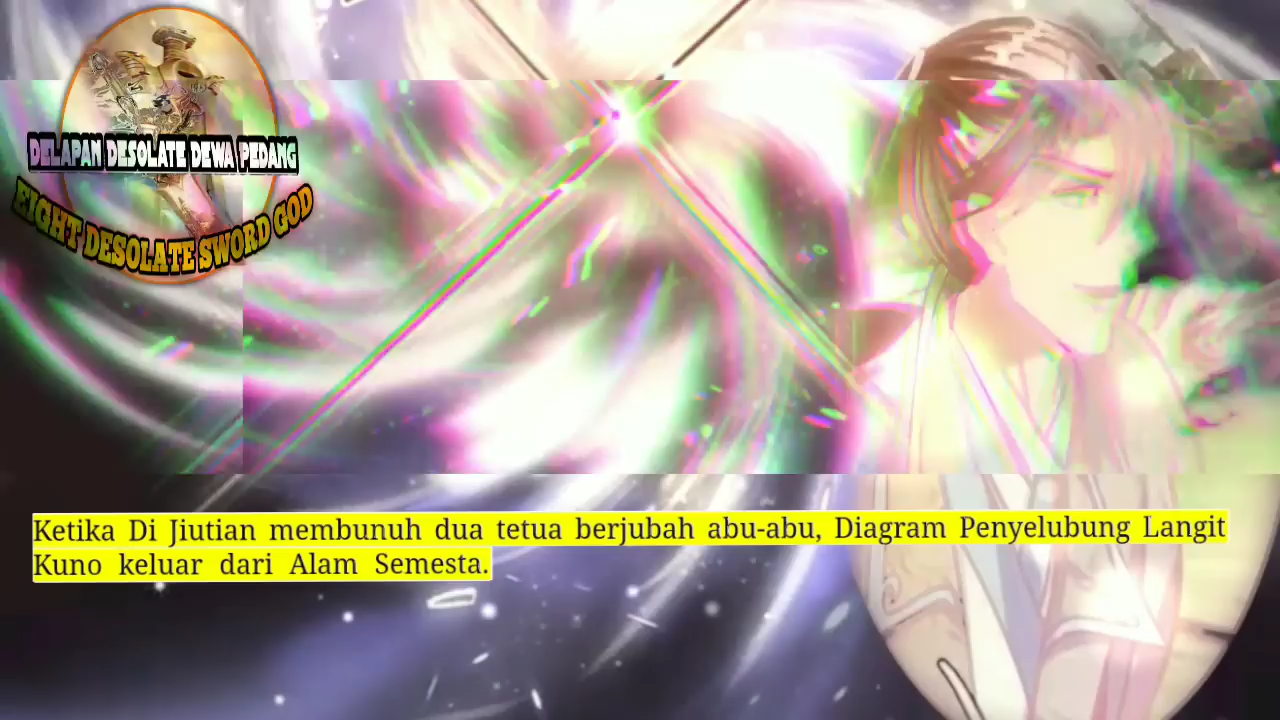 DELAPAN DESOLATE DEWA PEDANG
EIGHT DESOLATE SWORD GOD
Ketika Di Jiutian membunuh dua tetua berjubah abu-abu, Diagram Penyelubung Langit
Kuno keluar dari Alam Semesta.